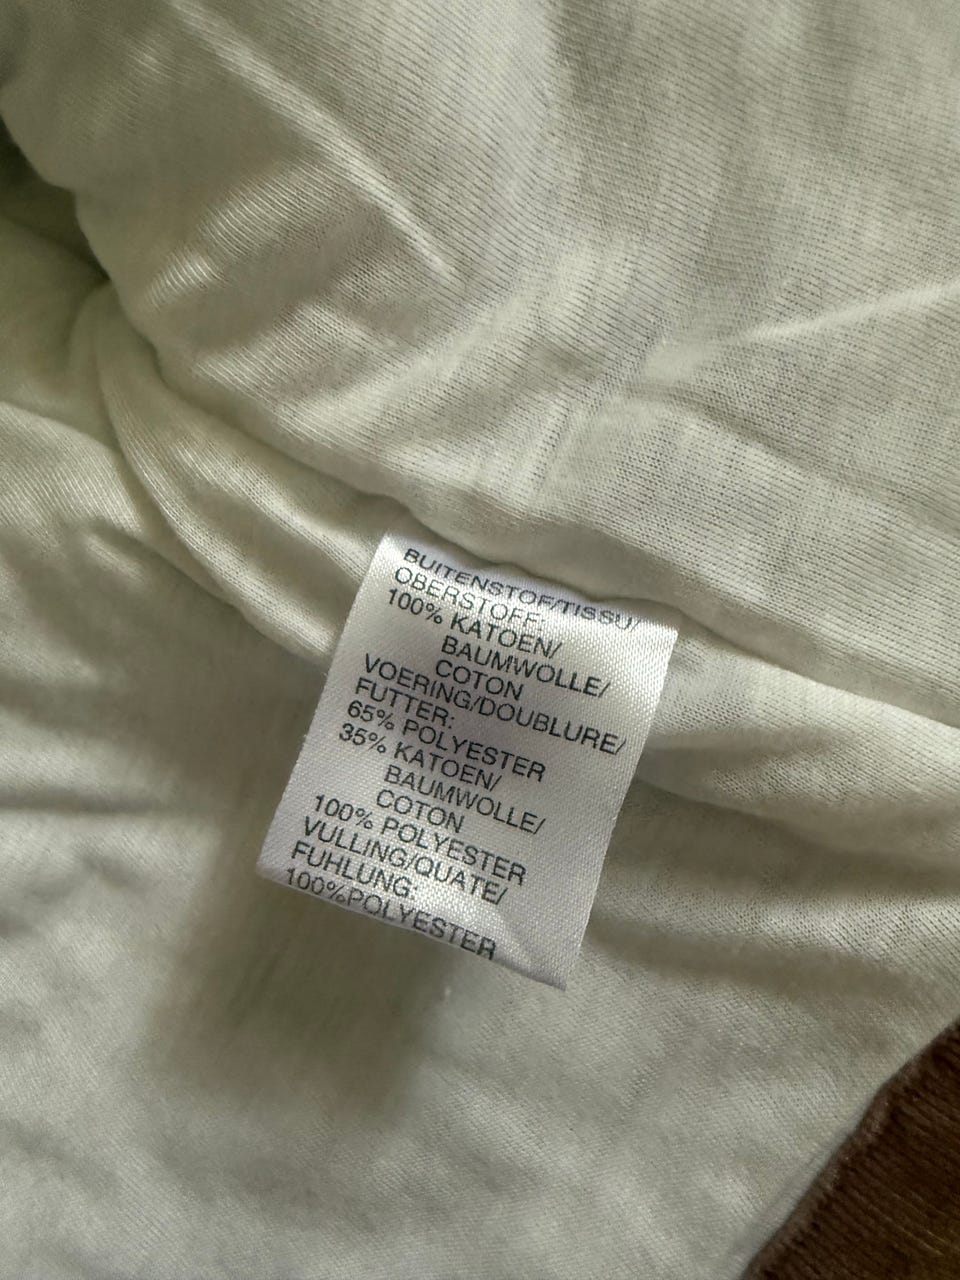 BUITENSTOF/TISSU/
OBERSTOFF:
100% KATOEN/
BAUMWOLLE/
COTON
VOERING/DOUBLURE/
FUTTER:
65% POLYESTER
35% KATOEN/
BAUMWOLLE/
COTON
100% POLYESTER
VULLING/QUATE/
FUHLUNG:
100%POLYESTER